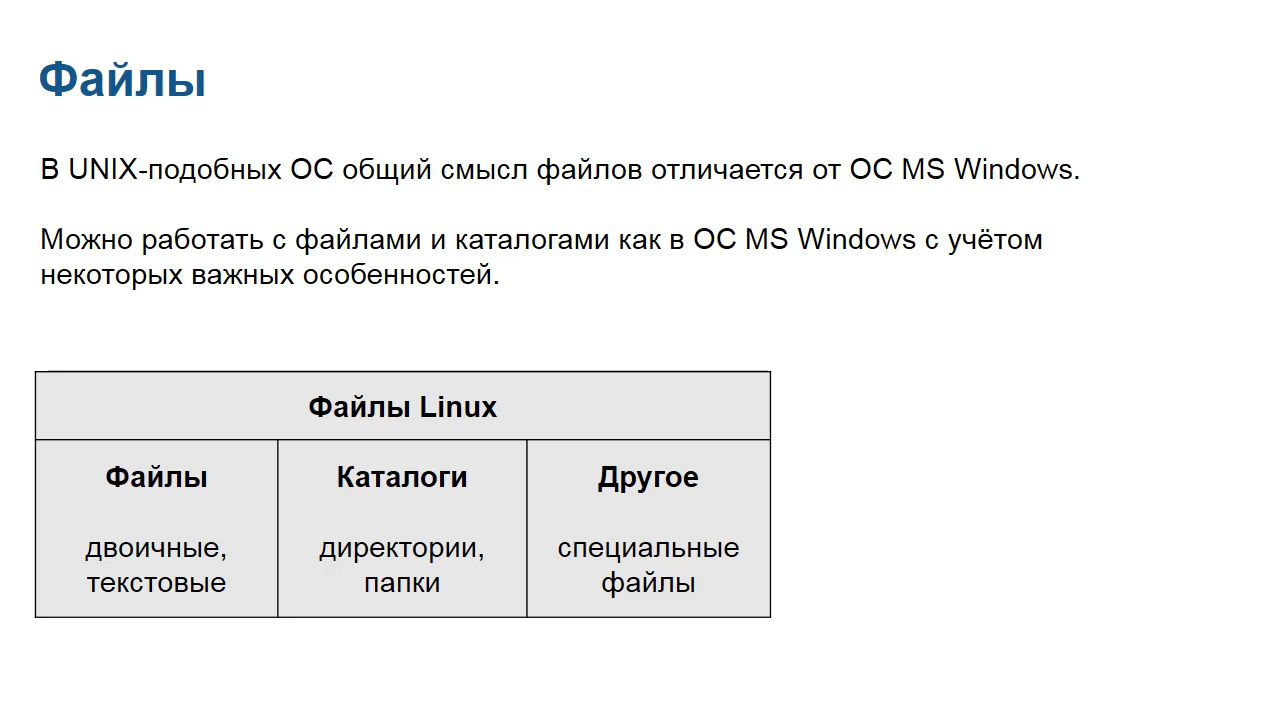 Файлы
В UNIX-подобных ОС общий смысл файлов отличается от ОС MS Windows.
Можно работать с файлами и каталогами как в ОС MS Windows с учётом
некоторых важных особенностей.
Файлы Linux
Файлы
двоичные,
текстовые
Каталоги
директории,
папки
Другое
специальные
файлы